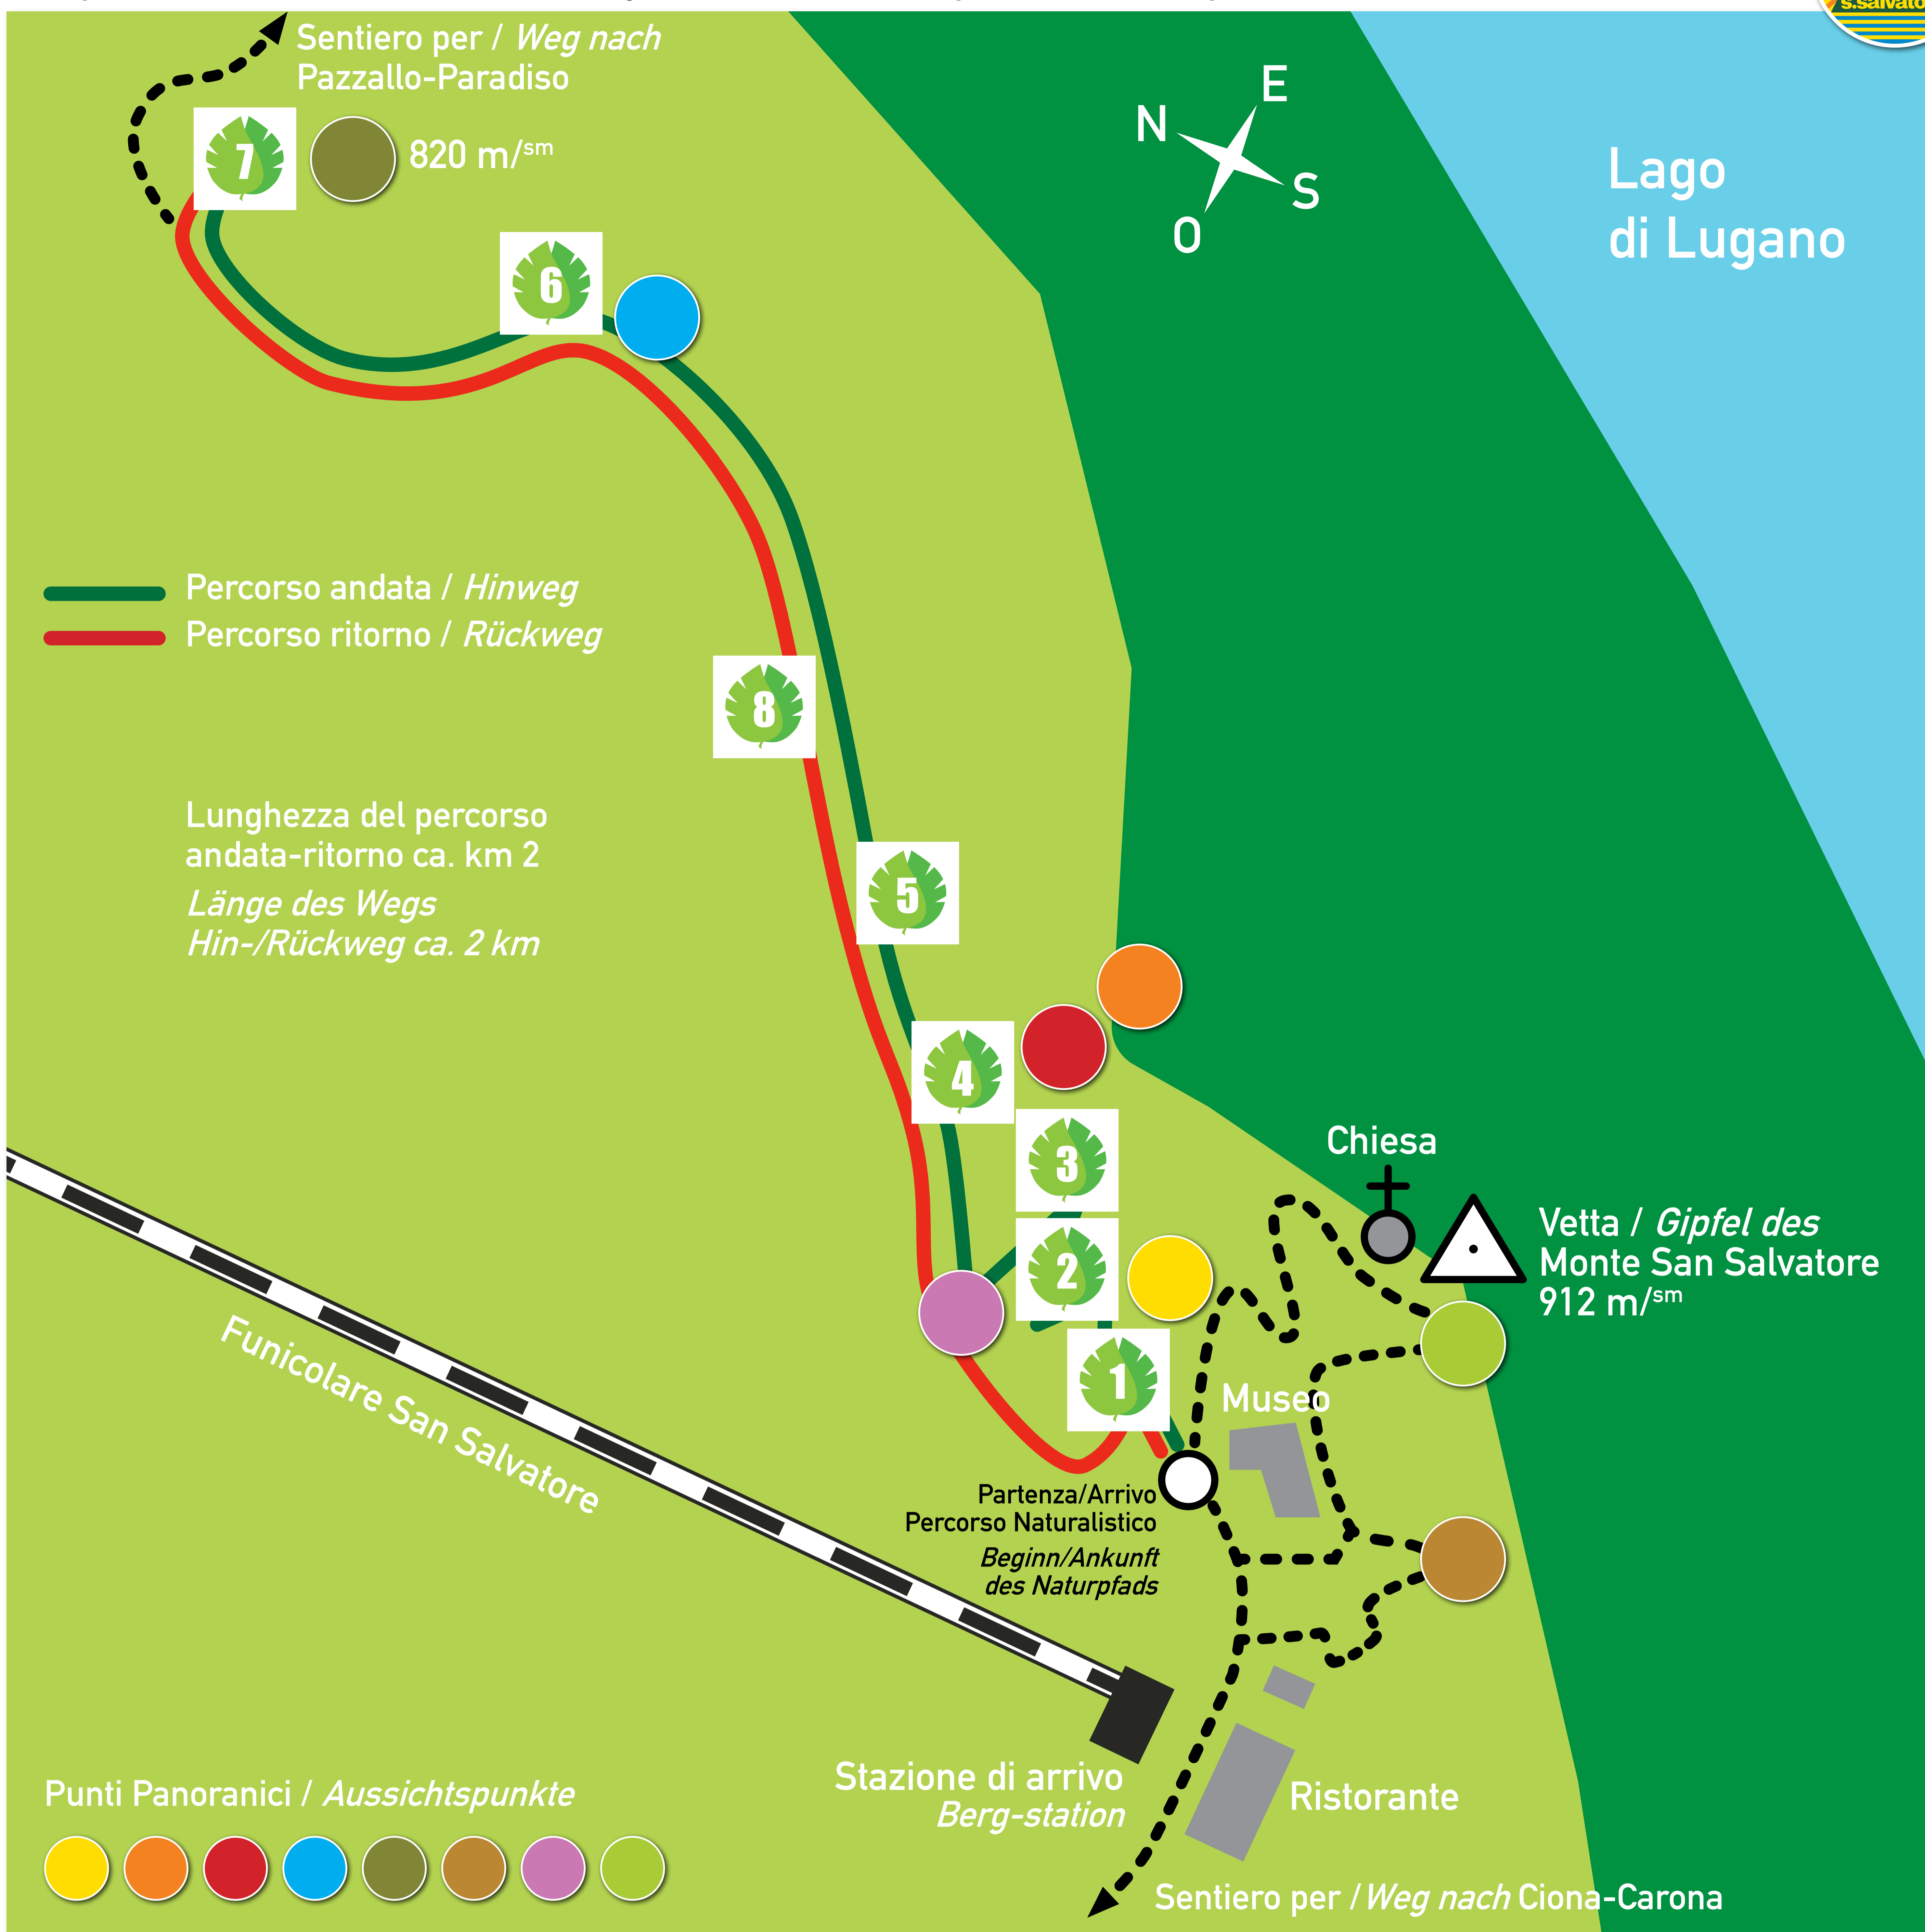 s.salvato
Sentiero per / Weg nach
Pazzallo-Paradiso
7
820 m/sm
N
E
S
O
Lago
di Lugano
6
Percorso andata / Hinweg
Percorso ritorno / Rückweg
8
Lunghezza del percorso
andata-ritorno ca. km 2
Länge des Wegs
Hin-/Rückweg ca. 2 km
5
4
3
2
1
Chiesa
Vetta / Gipfel des
Monte San Salvatore
912 m/sm
Museo
Funicolare San Salvatore
Partenza/Arrivo
Percorso Naturalistico
Beginn/Ankunft
des Naturpfads
Stazione di arrivo
Berg-station
Ristorante
Punti Panoranici / Aussichtspunkte
Sentiero per / Weg nach Ciona-Carona